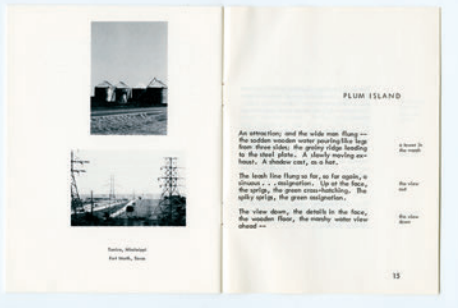 Mississippi
Fort Worth, Texas
PLUM ISLAND
An attraction; and the wide man flung --
the sodden wooden water pouring like legs
from three sides; the grainy ridge leading
to the steel plate. A slowly moving ex-
haust. A shadow cast, as a hat.
a tower in
the marsh
The leash line flung so far, so far again, a
sinuous . . . assignation. Up at the face,
the sprigs, the green cross-hatching. The
spiky sprigs, the green assignation.
the view
out
The view down, the details in the face,
the wooden floor, the marshy water view
ahead --
the view
down
15